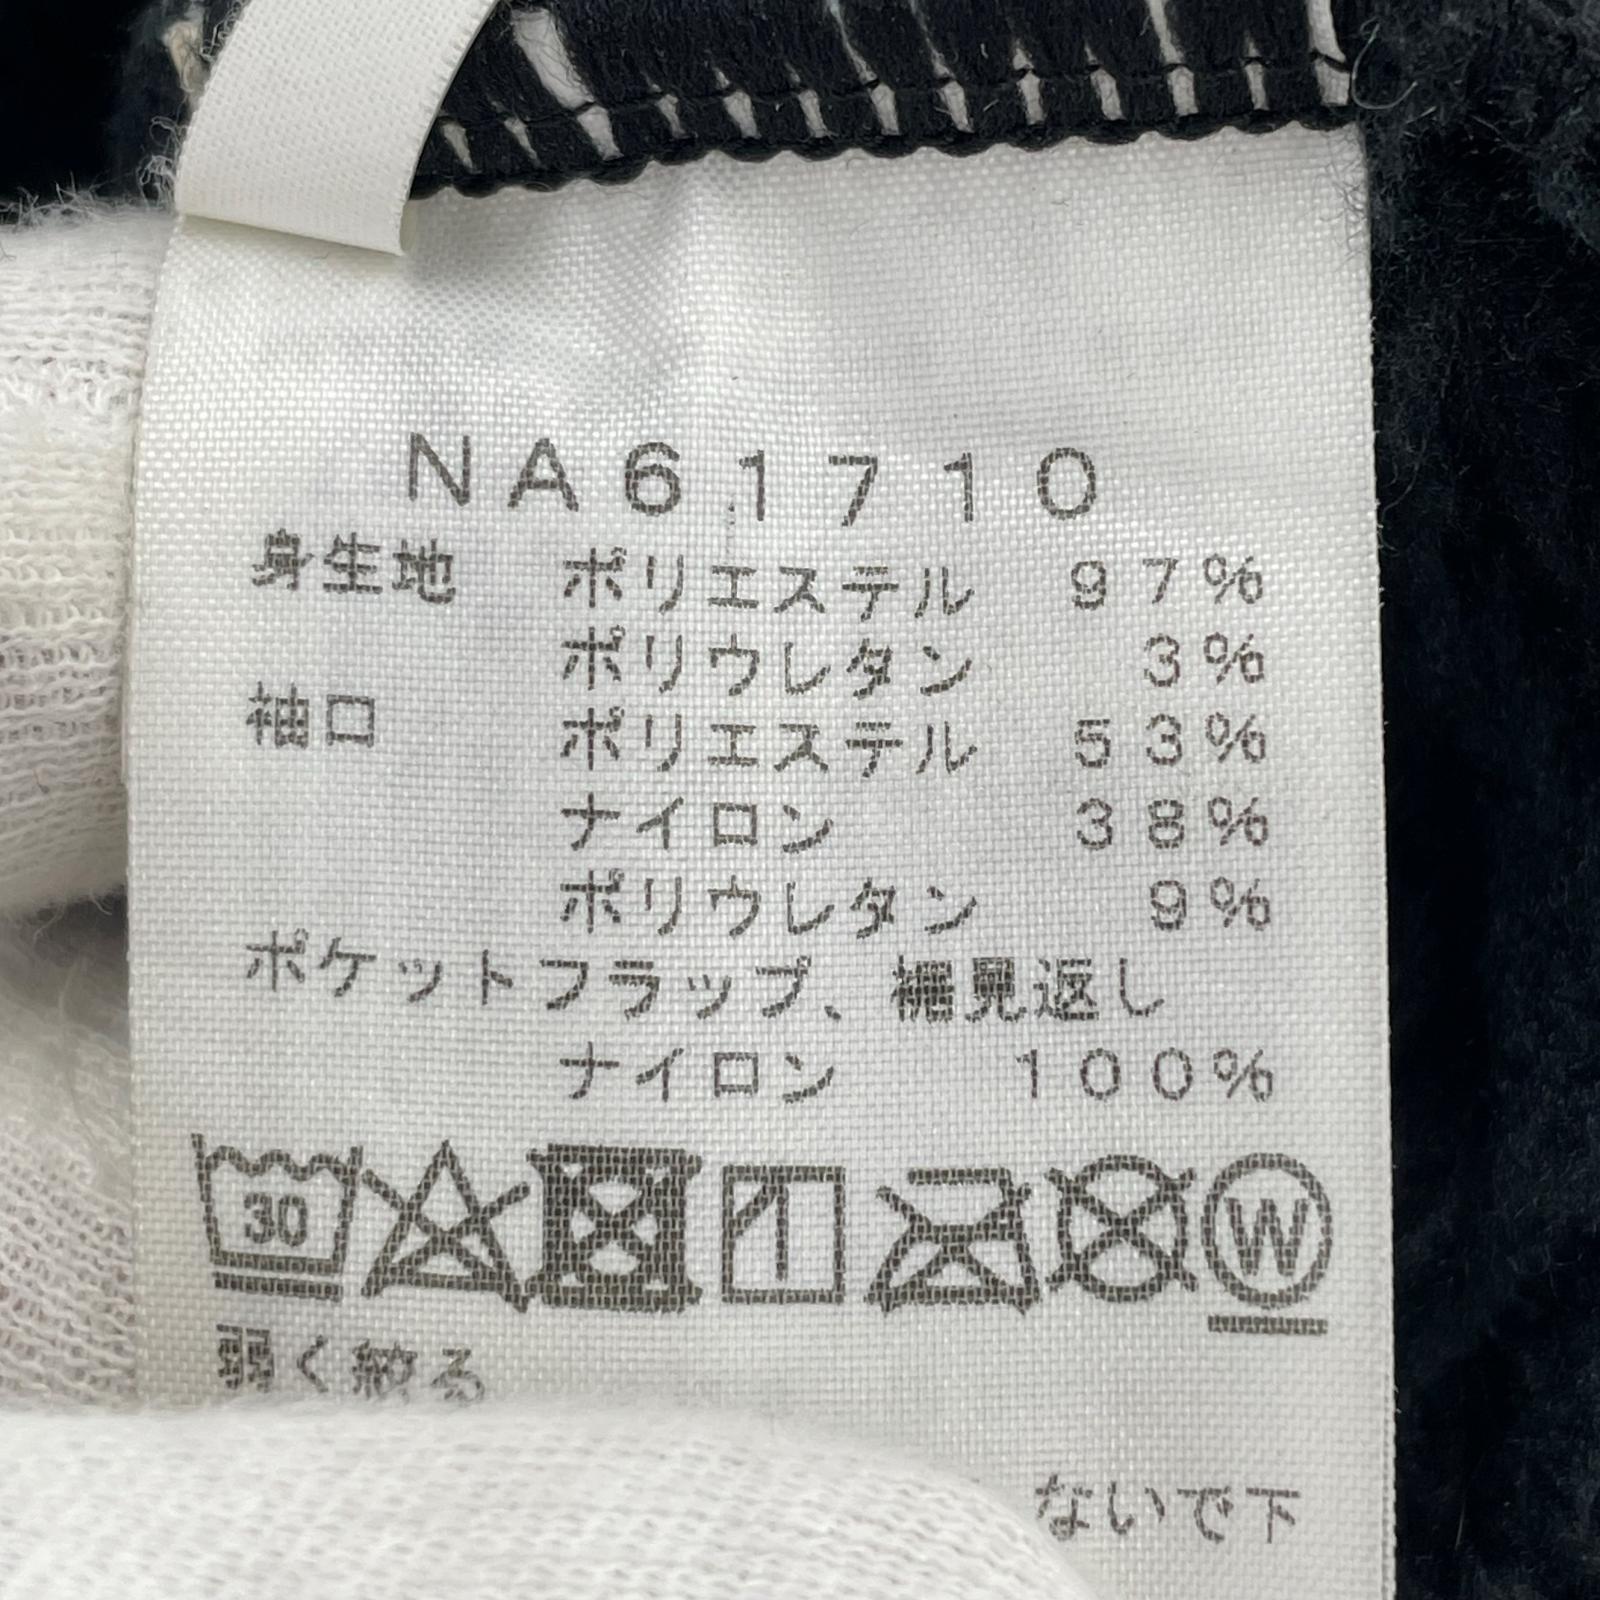 NA61710
身生地 ポリエステル 97%
ポリウレタン 3%
袖口 ポリエステル 53%
ナイロン 38%
ポリウレタン 9%
ポケットフラップ、裾見返し
ナイロン 100%
30 W
弱く絞る
ないで下